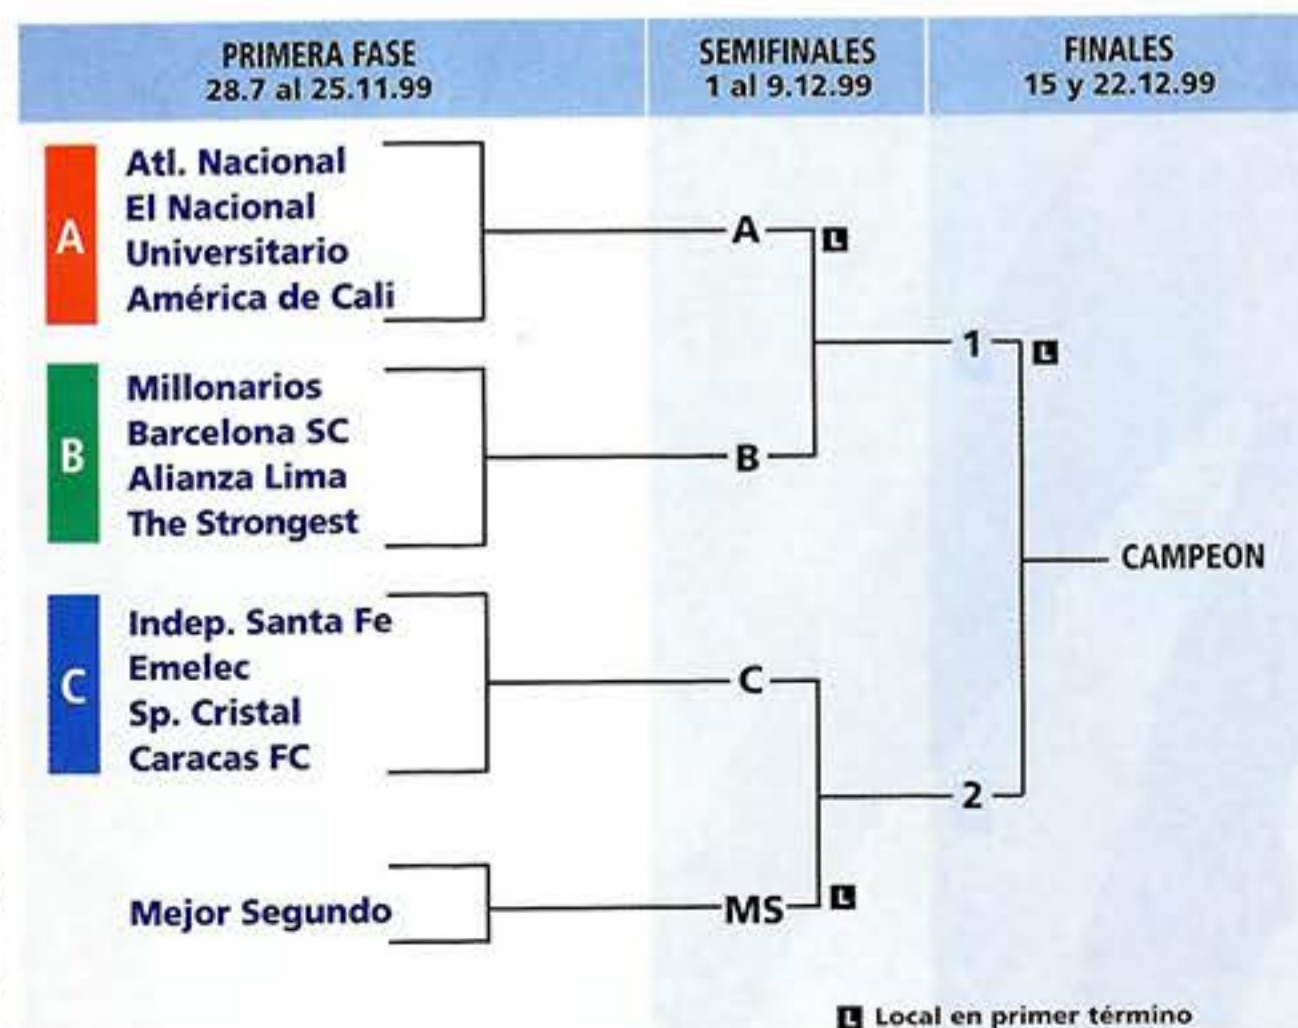 PRIMERA FASE
28.7 al 25.11.99
SEMIFINALES
1 al 9.12.99
FINALES
15 y 22.12.99
A
Atl. Nacional
El Nacional
Universitario
América de Cali
B
Millonarios
Barcelona SC
Alianza Lima
The Strongest
C
Indep. Santa Fe
Emelec
Sp. Cristal
Caracas FC
Mejor Segundo
A L
B
C
MS L
1 L
2
CAMPEON
L Local en primer término